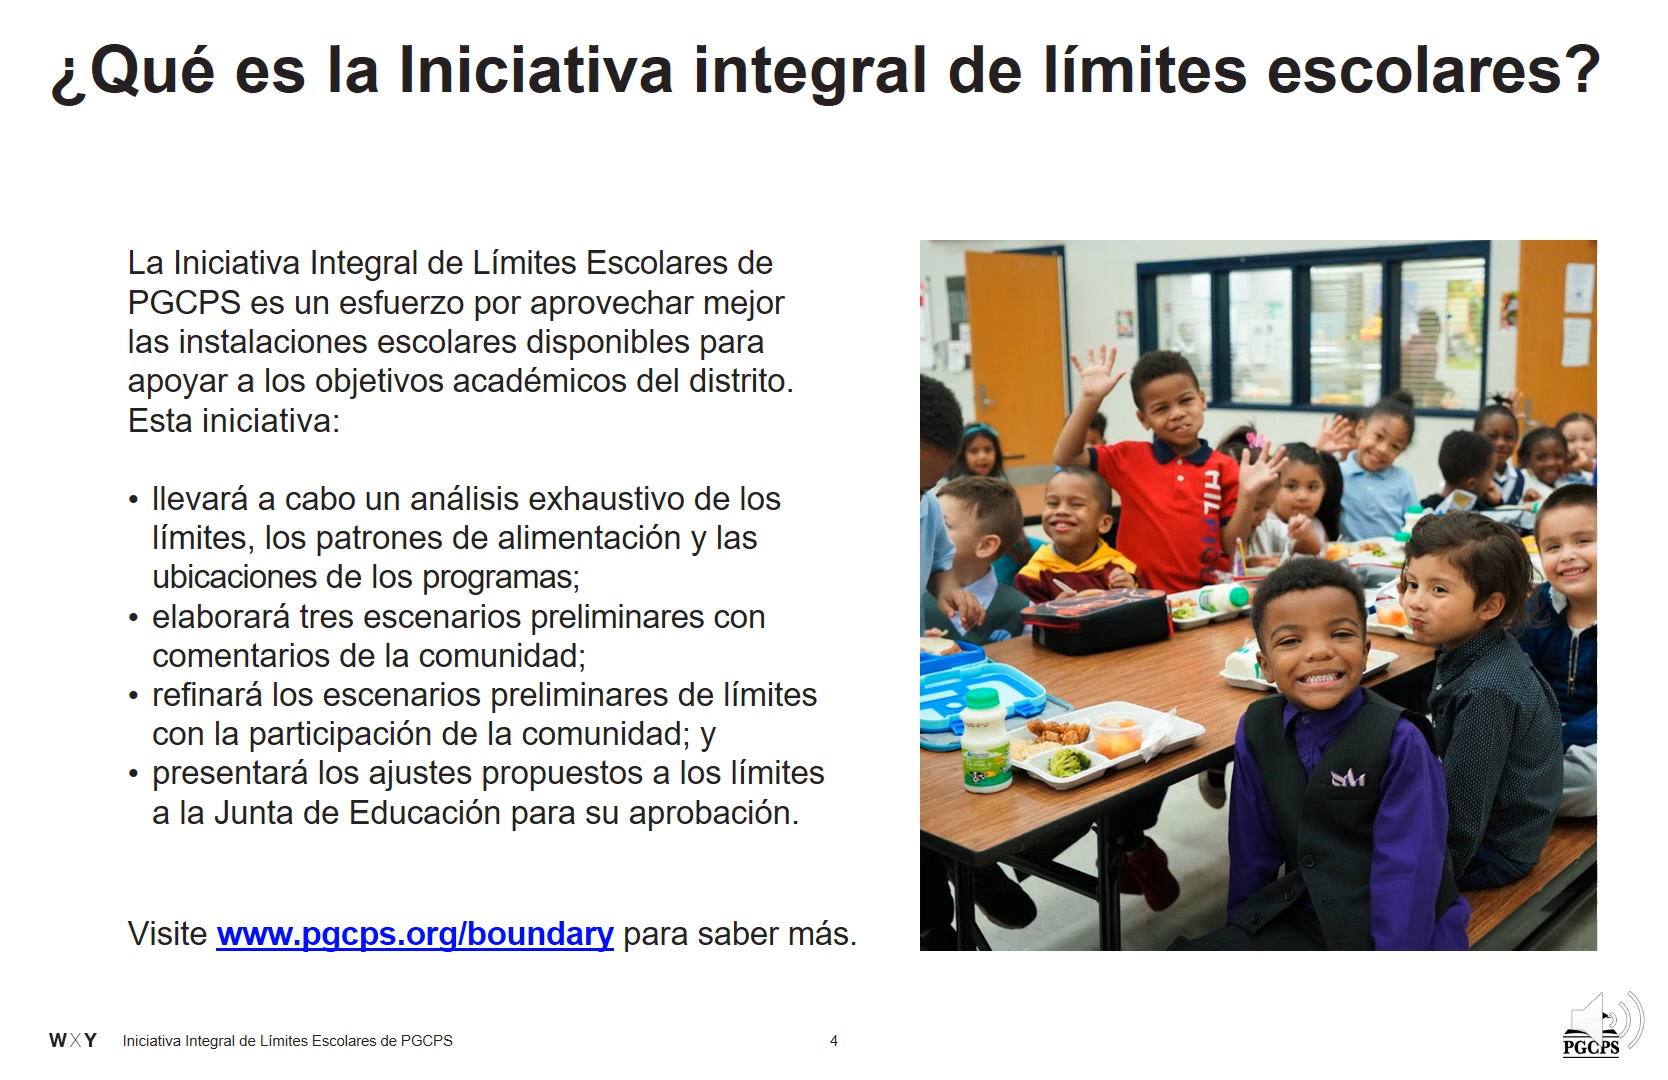 ¿Qué es la Iniciativa integral de límites escolares?
La Iniciativa Integral de Límites Escolares de
PGCPS es un esfuerzo por aprovechar mejor
las instalaciones escolares disponibles para
apoyar a los objetivos académicos del distrito.
Esta iniciativa:
• llevará a cabo un análisis exhaustivo de los
límites, los patrones de alimentación y las
ubicaciones de los programas;
• elaborará tres escenarios preliminares con
comentarios de la comunidad;
• refinará los escenarios preliminares de límites
con la participación de la comunidad; y
• presentará los ajustes propuestos a los límites
a la Junta de Educación para su aprobación.
Visite www.pgcps.org/boundary para saber más.
WXY Iniciativa Integral de Límites Escolares de PGCPS 4
PGCPS